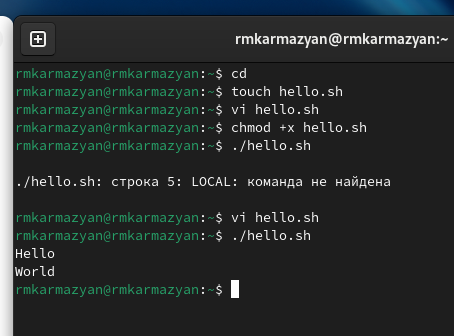 rmkarmazyan@rmkarmazyan:~
rmkarmazyan@rmkarmazyan:~$ cd
rmkarmazyan@rmkarmazyan:~$ touch hello.sh
rmkarmazyan@rmkarmazyan:~$ vi hello.sh
rmkarmazyan@rmkarmazyan:~$ chmod +x hello.sh
rmkarmazyan@rmkarmazyan:~$ ./hello.sh
./hello.sh: строка 5: LOCAL: команда не найдена
rmkarmazyan@rmkarmazyan:~$ vi hello.sh
rmkarmazyan@rmkarmazyan:~$ ./hello.sh
Hello
World
rmkarmazyan@rmkarmazyan:~$